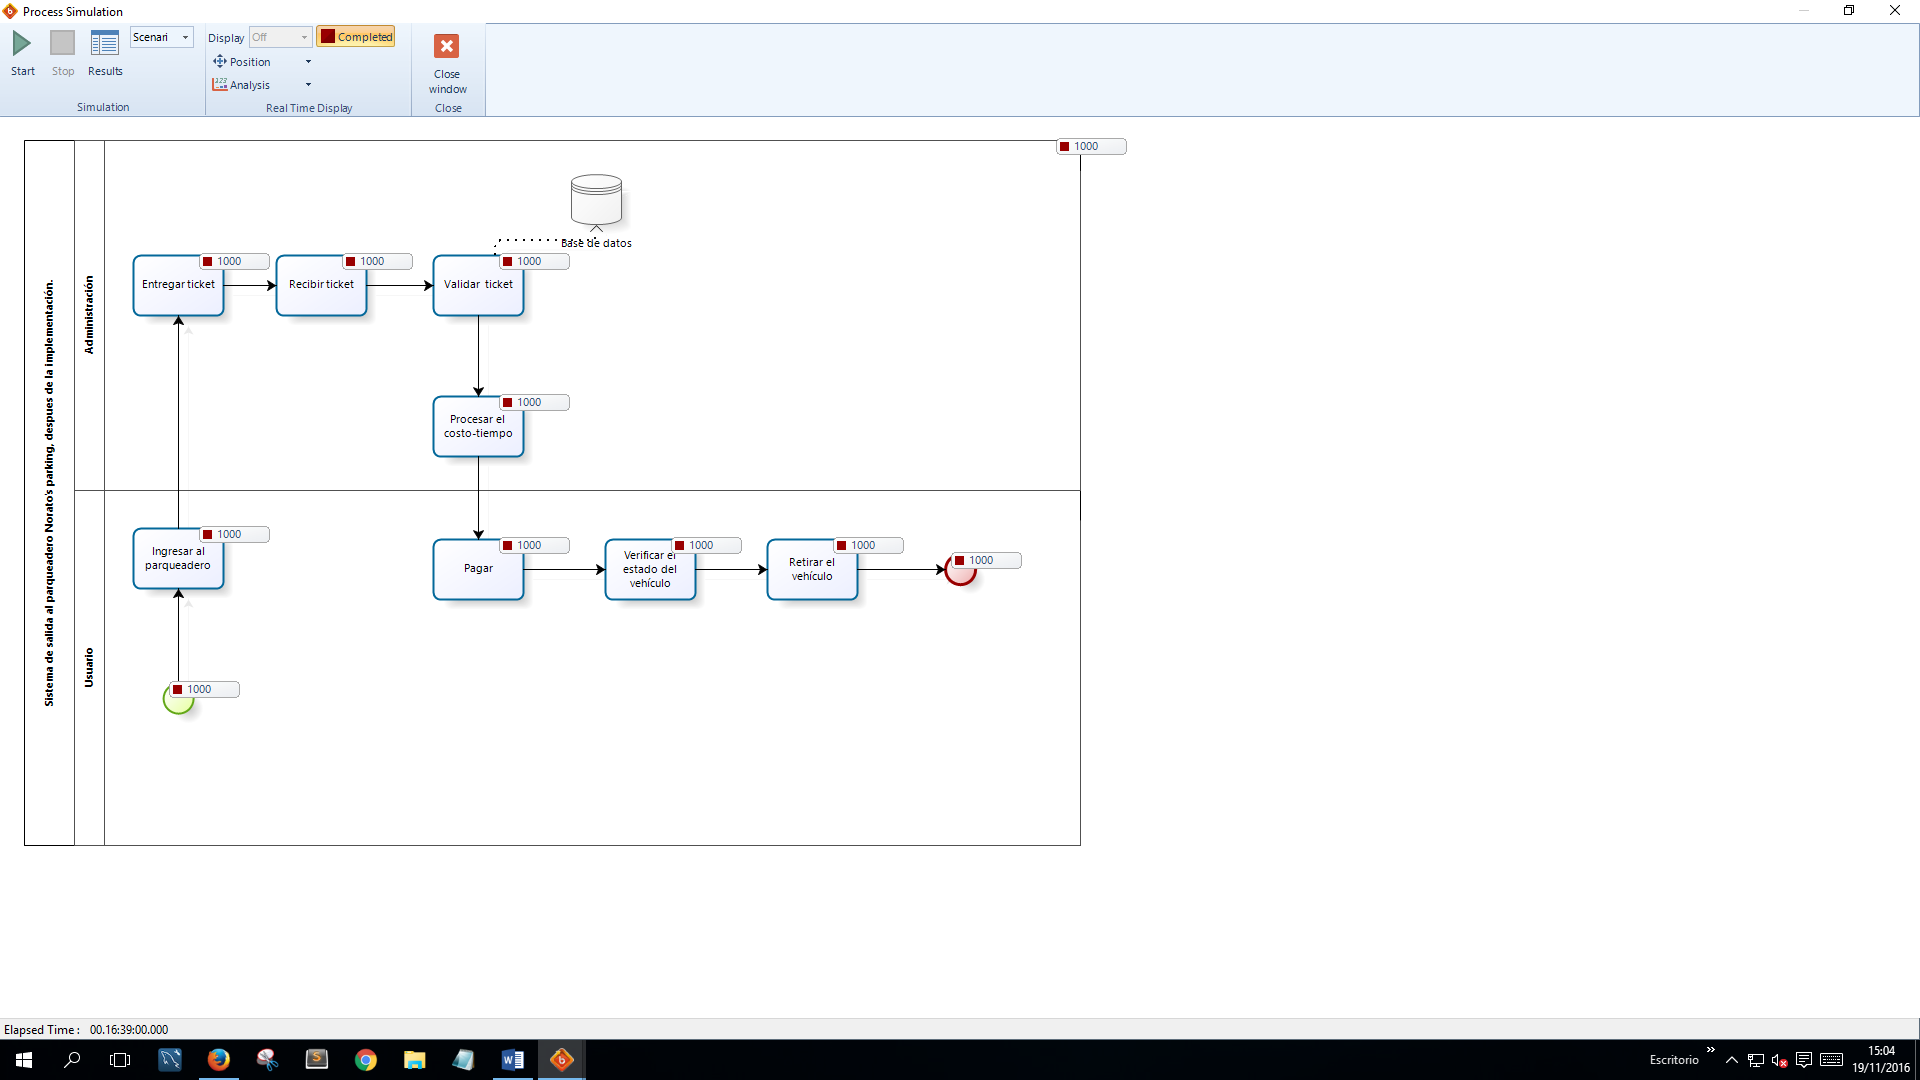 Process Simulation
Start
Stop
Results
Scenari
Simulation
Display
Off
Completed
Position
Analysis
Real Time Display
Close
window
Close
1000
Sistema de salida al parqueadero Norato's parking, despues de la implementación.
Administración
Base de datos
1000
1000
1000
Entregar ticket
Recibir ticket
Validar ticket
1000
Procesar el
costo-tiempo
Usuario
1000
Ingresar al
parqueadero
1000
Pagar
1000
Verificar el
estado del
vehículo
1000
Retirar el
vehículo
1000
1000
Elapsed Time : 00.16:39:00.000
Escritorio
15:04
19/11/2016